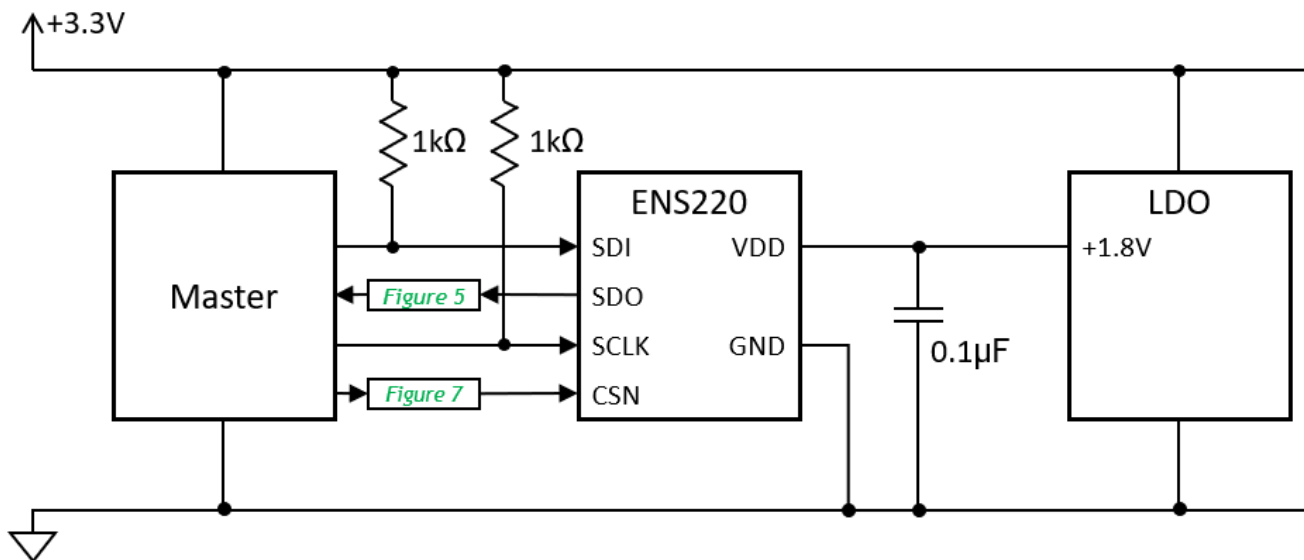 +3.3V
1kΩ
1kΩ
Master
ENS220
SDI
SDO
SCLK
CSN
VDD
GND
Figure 5
Figure 7
0.1µF
LDO
+1.8V